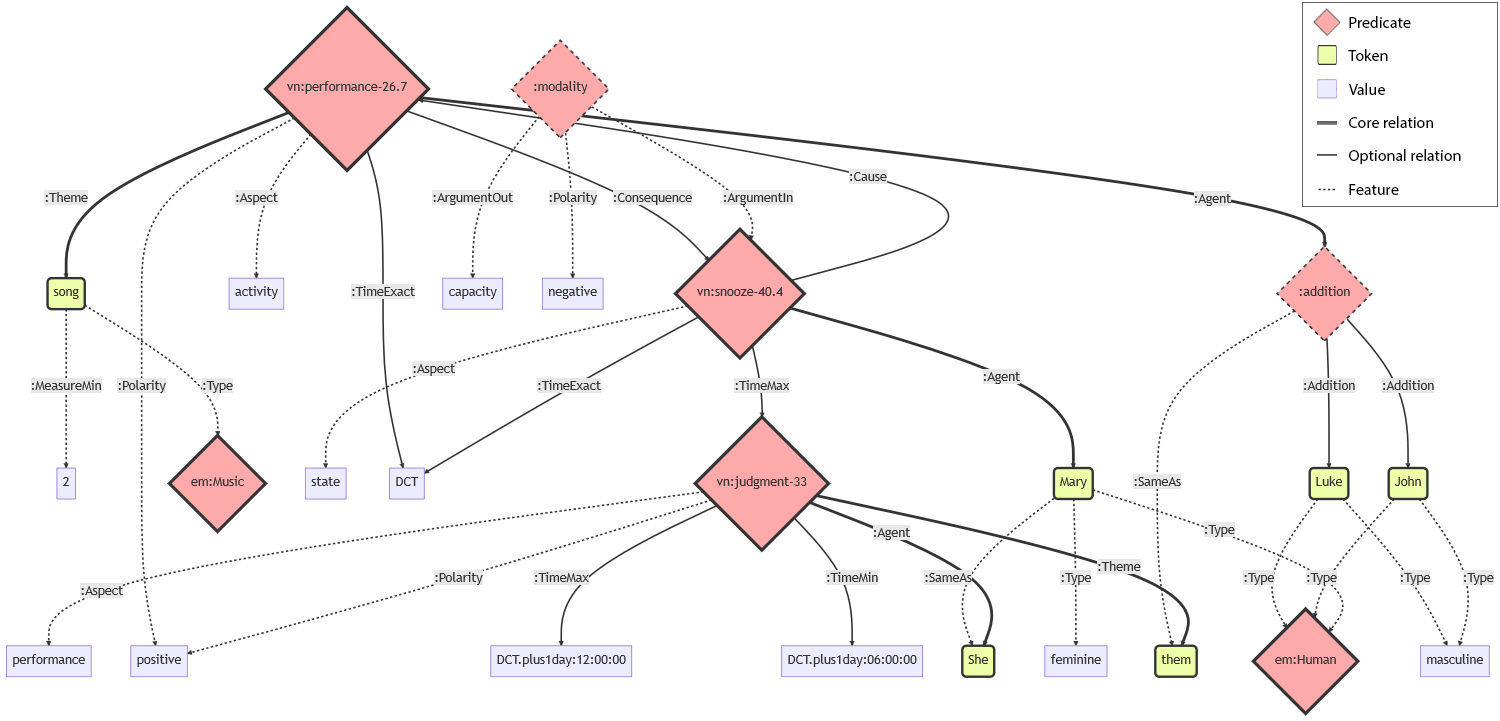 Predicate
Token
Value
Core relation
Optional relation
Feature
vn:performance-26.7
:modality
:Cause
:Theme
:Aspect
:ArgumentOut
:Polarity
:Consequence
:ArgumentIn
:Agent
song
activity
capacity
negative
vn:snooze-40.4
:addition
:TimeExact
:Aspect
:Agent
:MeasureMin
:Polarity
:Type
:TimeExact
:TimeMax
:Addition
:Addition
2
em:Music
state
DCT
vn:judgment-33
Mary
:SameAs
Luke
John
:Agent
:Type
:Theme
:Aspect
:Polarity
:TimeMax
:TimeMin
:SameAs
:Type
:Type
:Type
:Type
:Type
performance
positive
DCT.plus1day:12:00:00
DCT.plus1day:06:00:00
She
feminine
them
em:Human
masculine